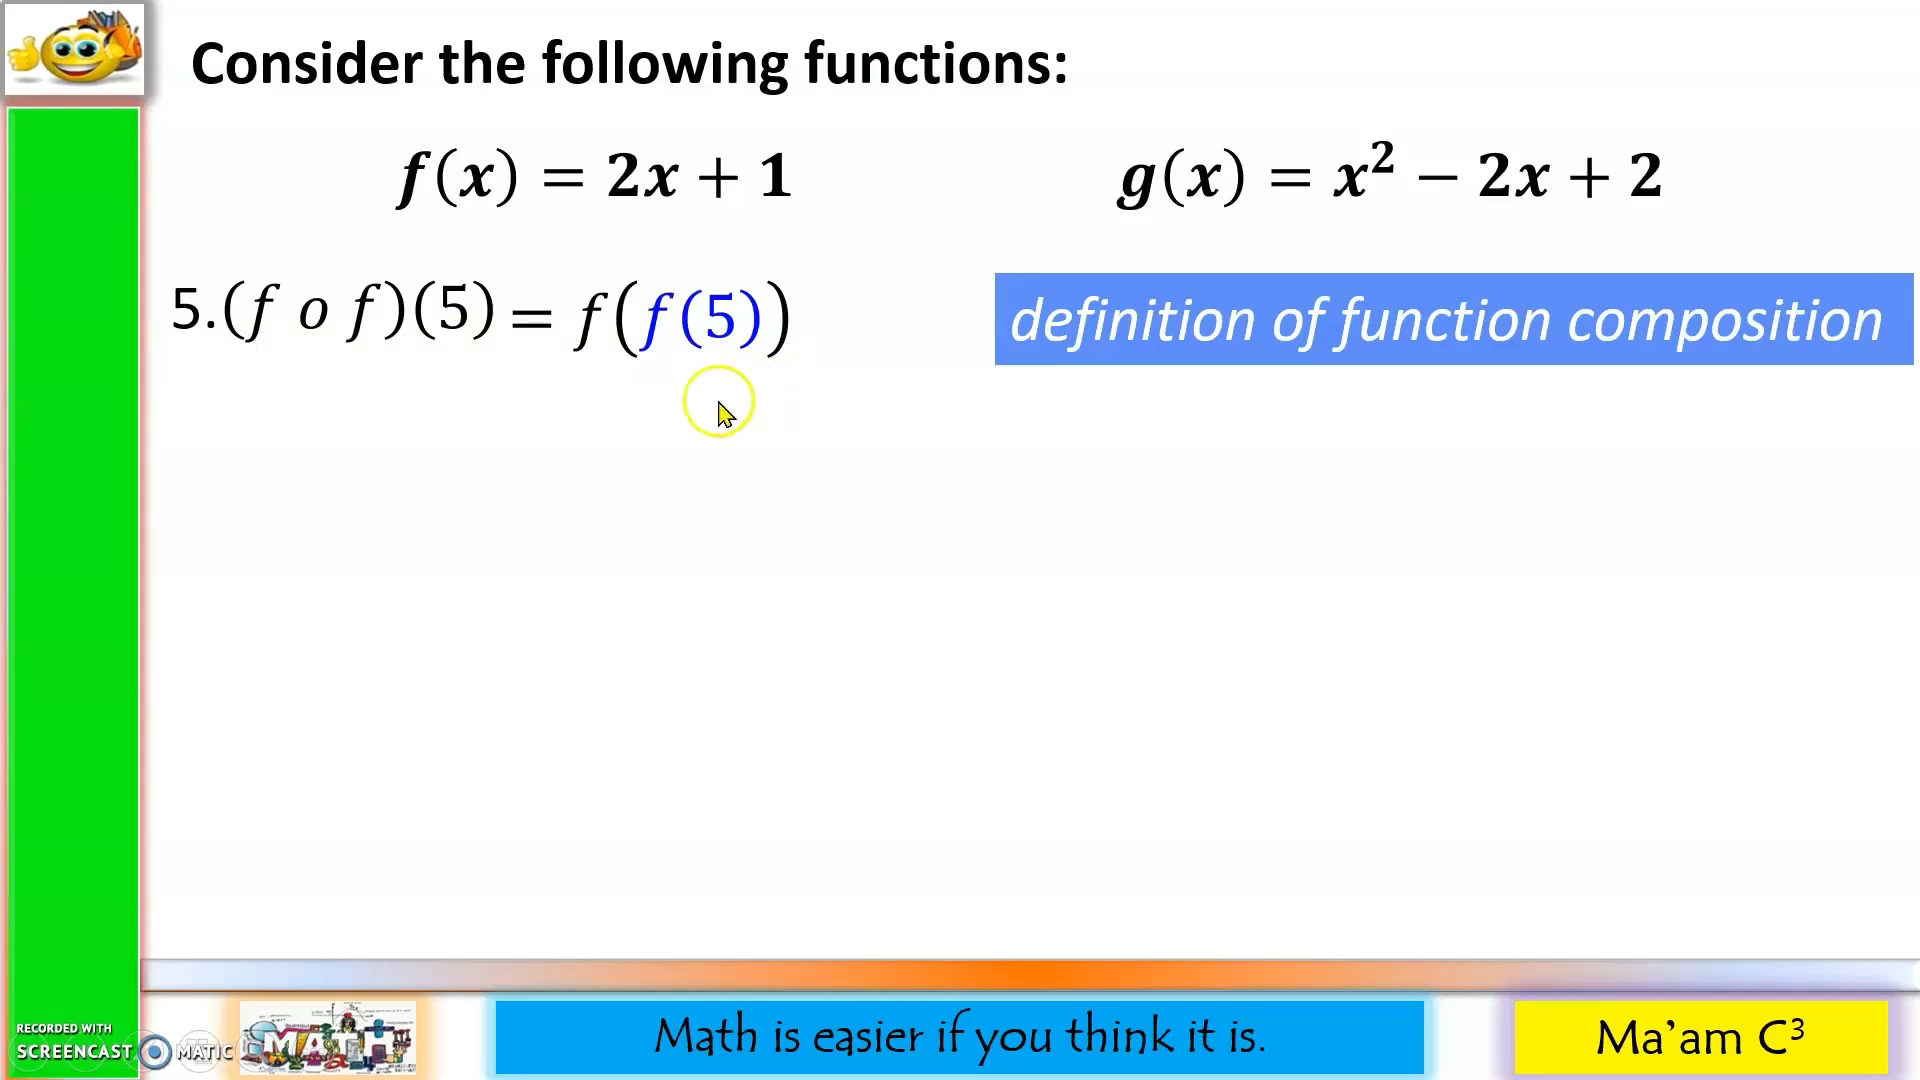 Consider the following functions:
f(x) = 2x + 1
g(x) = x² − 2x + 2
5.(f o f)(5) = f(f(5))
definition of function composition
RECORDED WITH
SCREENCAST MATIC
MATH
Math is easier if you think it is.
Ma’am C³